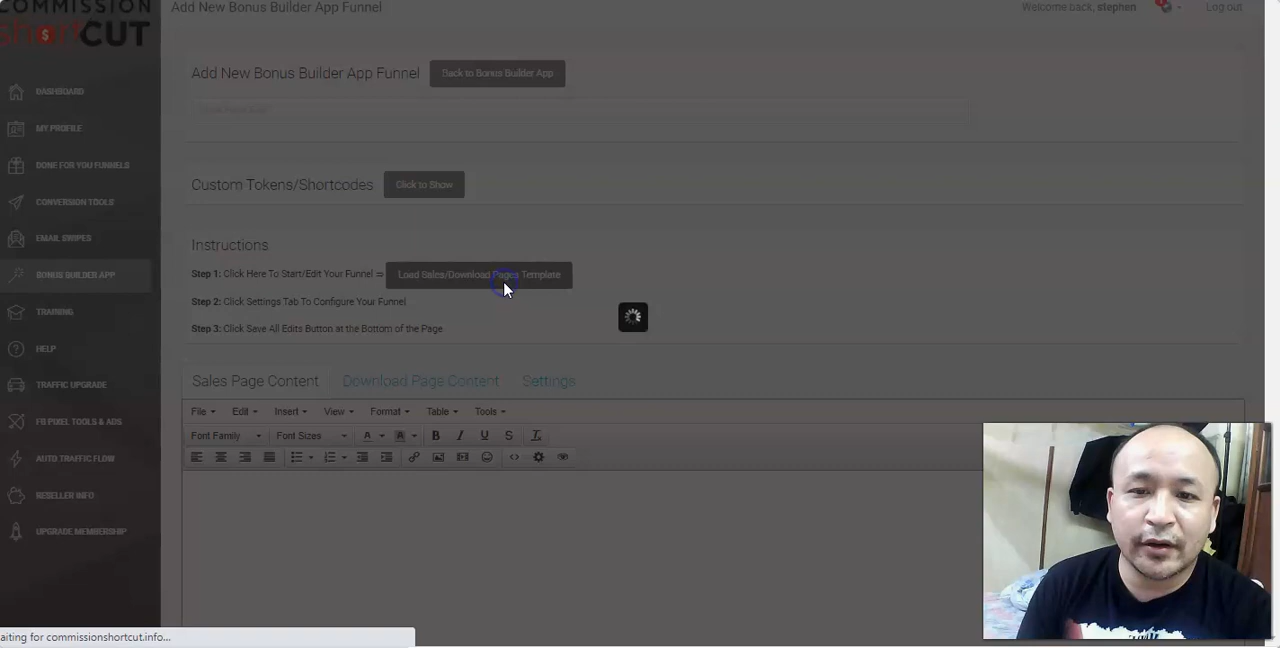 COMMISSION
shortCUT
Add New Bonus Builder App Funnel
Welcome back, stephen
Log out
DASHBOARD
MY PROFILE
DONE FOR YOU FUNNELS
CONVERSION TOOLS
EMAIL SWIPES
BONUS BUILDER APP
TRAINING
HELP
TRAFFIC UPGRADE
FB PIXEL TOOLS & ADS
AUTO TRAFFIC FLOW
RESELLER INFO
UPGRADE MEMBERSHIP
Add New Bonus Builder App Funnel Back to Bonus Builder App
Custom Tokens/Shortcodes Click to Show
Instructions
Step 1: Click Here To Start/Edit Your Funnel ⇒ Load Sales/Download Pages Template
Step 2: Click Settings Tab To Configure Your Funnel
Step 3: Click Save All Edits Button at the Bottom of the Page
Sales Page Content Download Page Content Settings
File Edit Insert View Format Table Tools
Font Family Font Sizes A A B I U S
aiting for commissionshortcut.info...